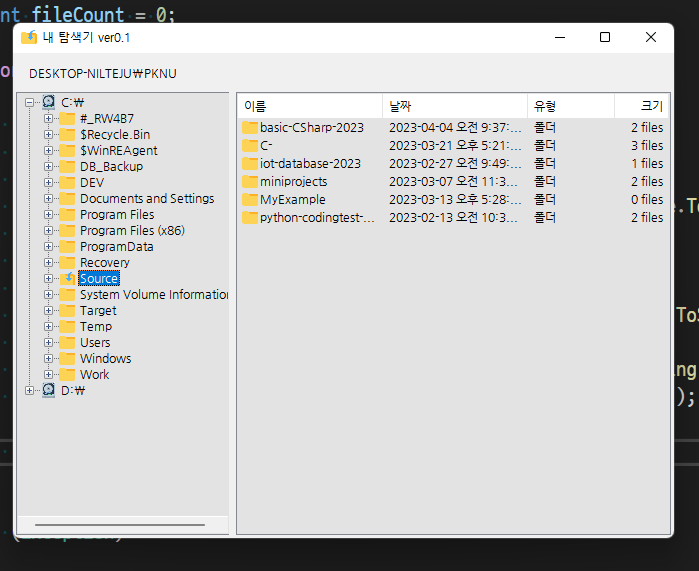 nt fileCount = 0;
내 탐색기 ver0.1
DESKTOP-NILTEJU₩PKNU
C:₩
#_RW4B7
$Recycle.Bin
$WinREAgent
DB_Backup
DEV
Documents and Settings
Program Files
Program Files (x86)
ProgramData
Recovery
Source
System Volume Information
Target
Temp
Users
Windows
Work
D:₩
이름 날짜 유형 크기
basic-CSharp-2023 2023-04-04 오전 9:37:... 폴더 2 files
C- 2023-03-21 오후 5:21:... 폴더 3 files
iot-database-2023 2023-02-27 오전 9:49:... 폴더 1 files
miniprojects 2023-03-07 오전 11:3... 폴더 2 files
MyExample 2023-03-13 오후 5:28:... 폴더 0 files
python-codingtest-... 2023-02-13 오전 10:3... 폴더 2 files
e.To
ToS
ing
);